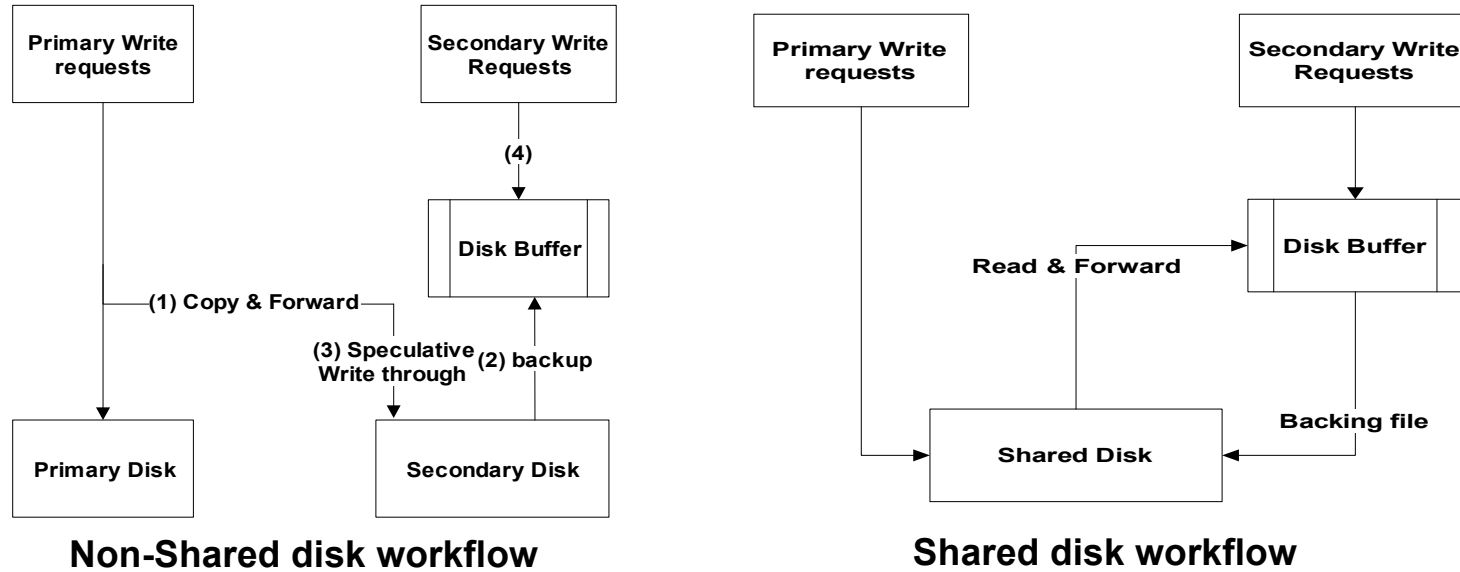 Primary Write
requests
Secondary Write
Requests
(4)
Disk Buffer
(1) Copy & Forward
(3) Speculative
Write through
(2) backup
Primary Disk
Secondary Disk
Non-Shared disk workflow
Primary Write
requests
Secondary Write
Requests
Disk Buffer
Read & Forward
Backing file
Shared Disk
Shared disk workflow